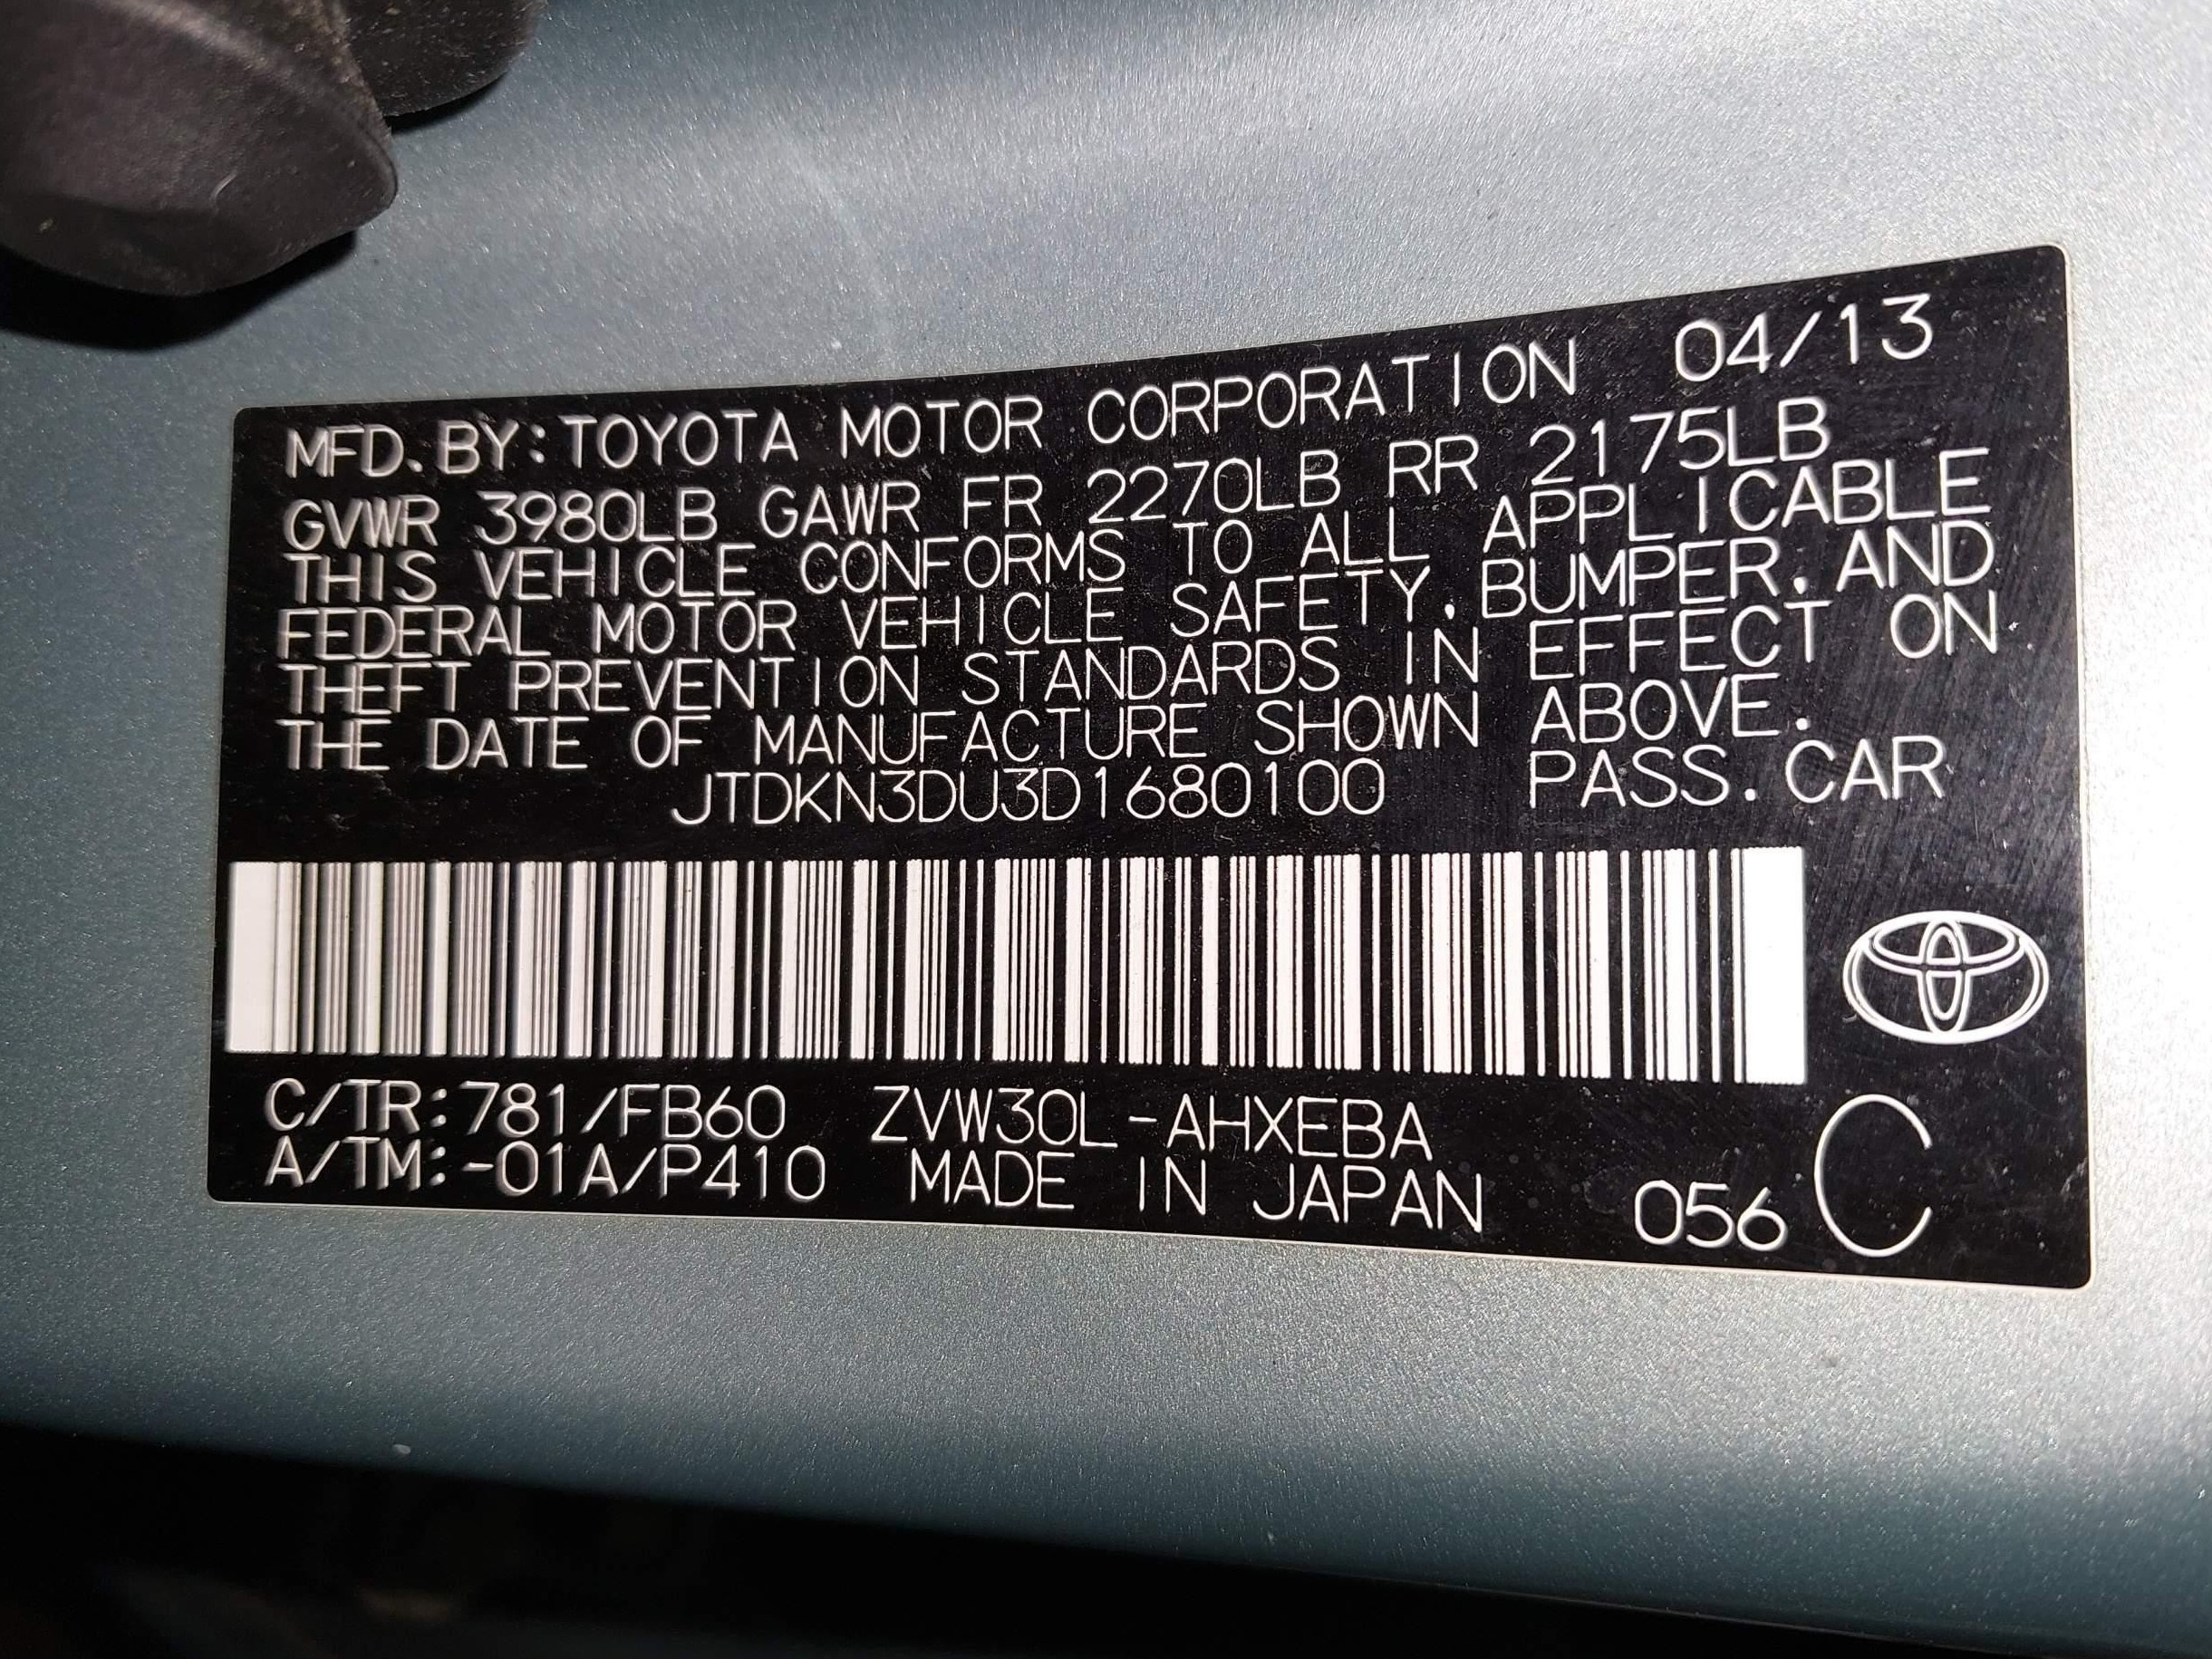 MFD.BY:TOYOTA MOTOR CORPORATION 04/13
GVWR 3980LB GAWR FR 2270LB RR 2175LB
THIS VEHICLE CONFORMS TO ALL APPLICABLE
FEDERAL MOTOR VEHICLE SAFETY, BUMPER, AND
THEFT PREVENTION STANDARDS IN EFFECT ON
THE DATE OF MANUFACTURE SHOWN ABOVE.
JTDKN3DU3D1680100 PASS.CAR
C/TR:781/FB60 ZVW30L-AHXEBA
A/TM:-01A/P410 MADE IN JAPAN 056 C